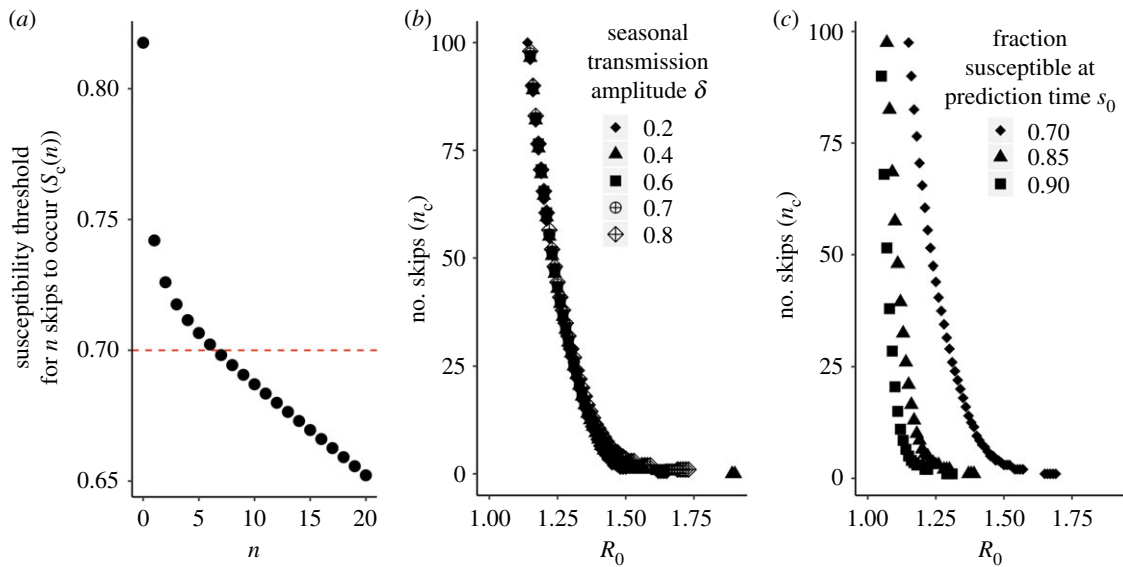 (a)
susceptibility threshold
for n skips to occur (Sc(n))
0.80
0.75
0.70
0.65
0
5
10
15
20
n
(b)
seasonal
transmission
amplitude δ
0.2
0.4
0.6
0.7
0.8
no. skips (nc)
100
75
50
25
0
1.00
1.25
1.50
1.75
R0
(c)
fraction
susceptible at
prediction time s0
0.70
0.85
0.90
no. skips (nc)
100
75
50
25
0
1.00
1.25
1.50
1.75
R0